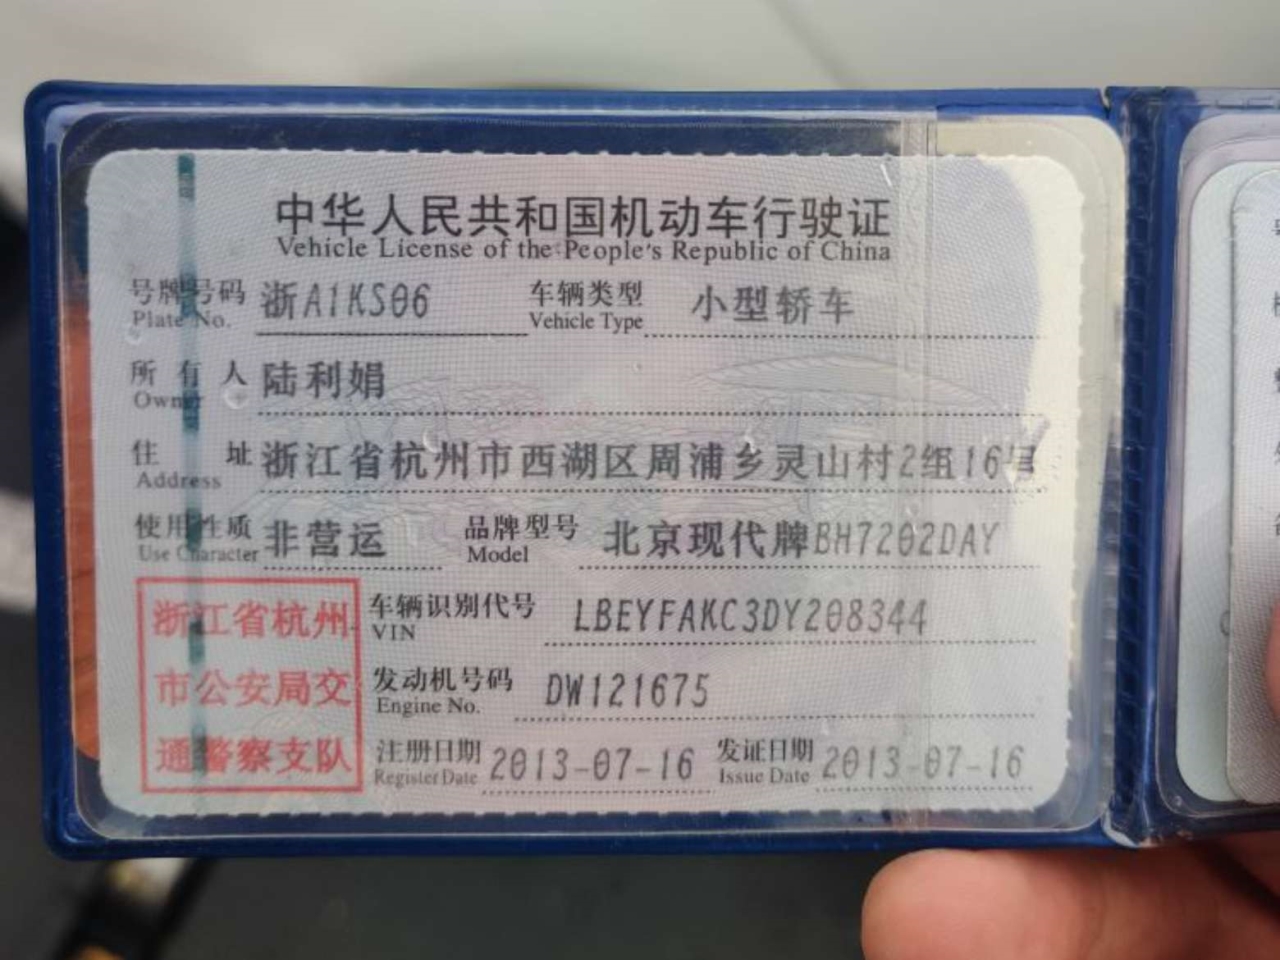 中华人民共和国机动车行驶证
Vehicle License of the People's Republic of China
号牌号码 浙A1KS06 车辆类型 小型轿车
Plate No. Vehicle Type
所有人 陆利娟
Owner
住址 浙江省杭州市西湖区周浦乡灵山村2组16号
Address
使用性质 非营运 品牌型号 北京现代牌BH7202DAY
Use Character Model
浙江省杭州
市公安局交
通警察支队
车辆识别代号 LBEYFAKC3DY208344
VIN
发动机号码 DW121675
Engine No.
注册日期 2013-07-16 发证日期 2013-07-16
Register Date Issue Date